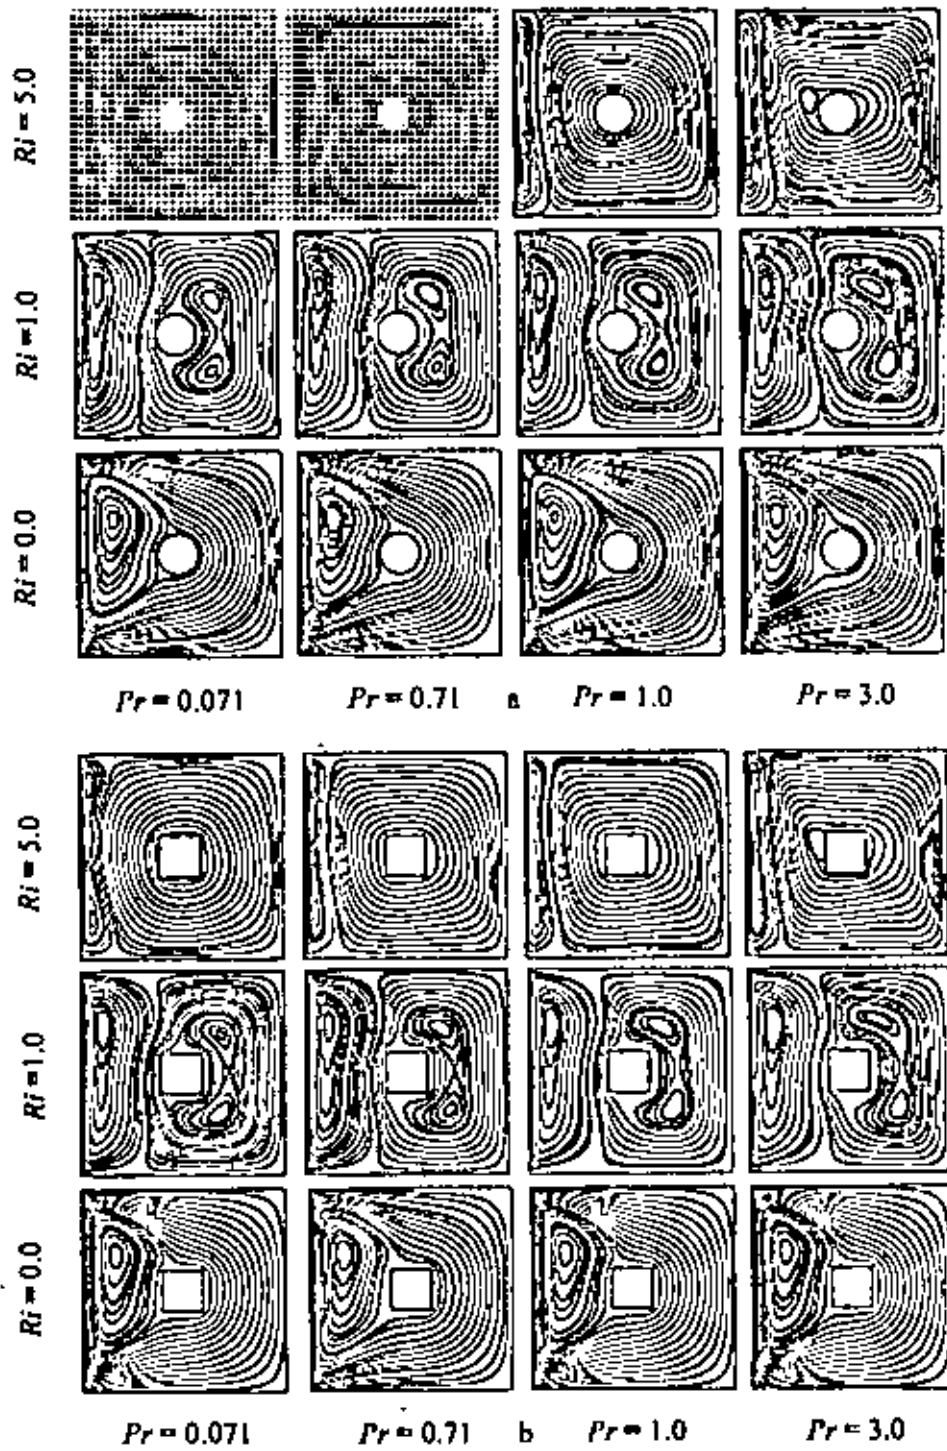 Ri = 5.0
Ri = 1.0
Ri = 0.0
Pr = 0.071 Pr = 0.71 a Pr = 1.0 Pr = 3.0
Ri = 5.0
Ri = 1.0
Ri = 0.0
Pr = 0.071 Pr = 0.71 b Pr = 1.0 Pr = 3.0